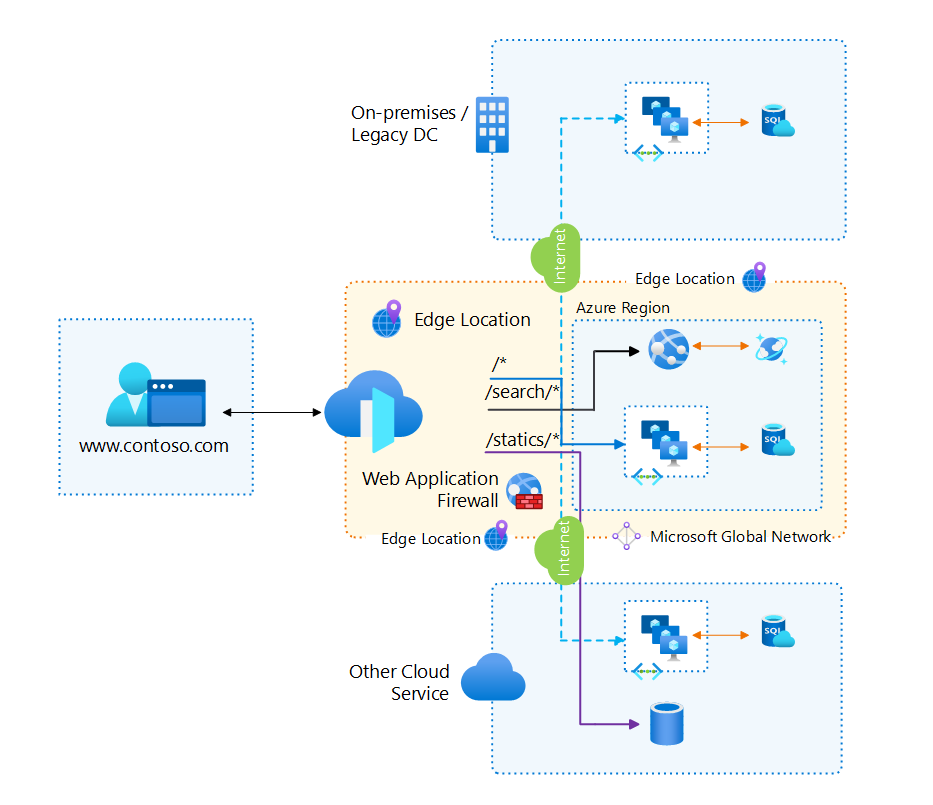 On-premises /
Legacy DC
SQL
Internet
Edge Location
Azure Region
Edge Location
/*
/search/*
/statics/*
www.contoso.com
SQL
Web Application
Firewall
Edge Location
Internet
Microsoft Global Network
SQL
Other Cloud
Service